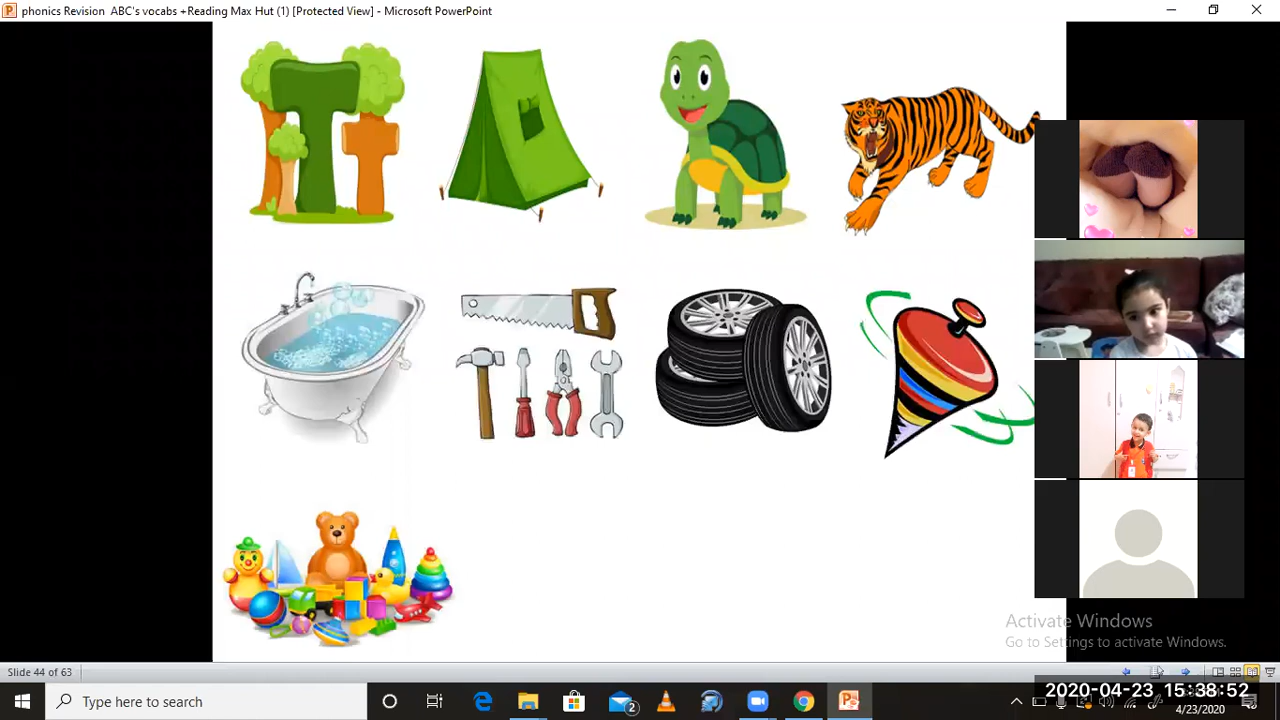 phonics Revision ABC's vocabs +Reading Max Hut (1) [Protected View] - Microsoft PowerPoint
T t
Activate Windows
Go to Settings to activate Windows.
Slide 44 of 63
Type here to search
2
2020-04-23 15:38:52
4/23/2020